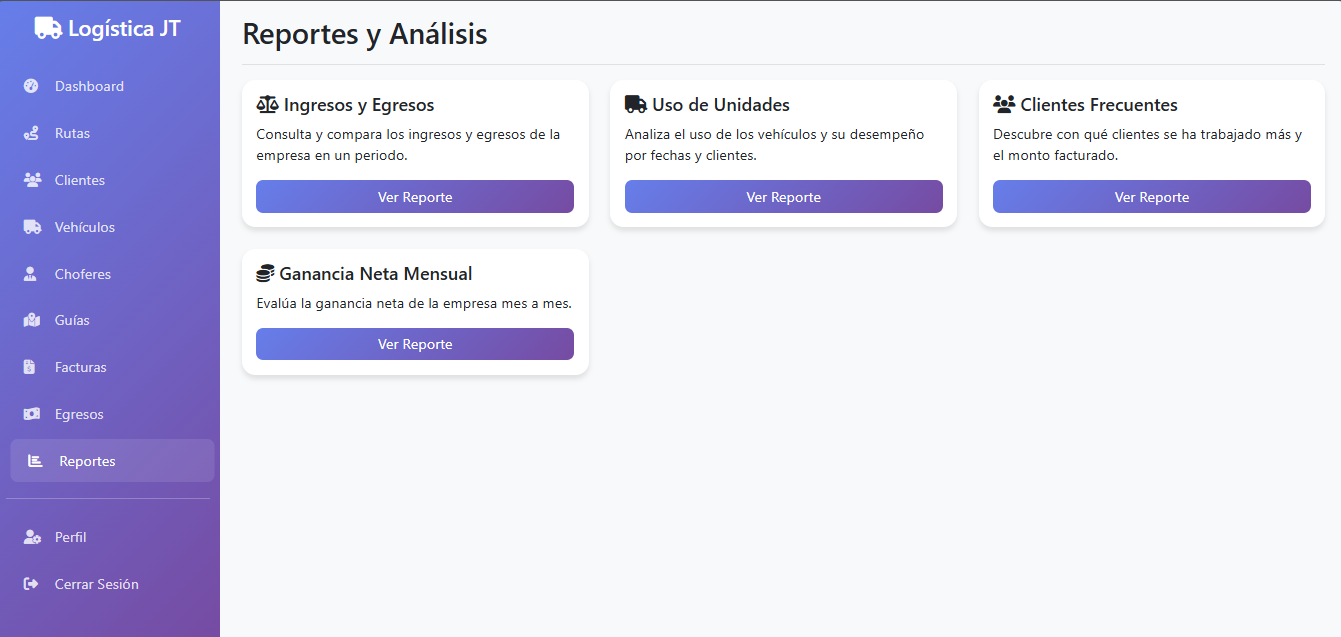 Logística JT
Dashboard
Rutas
Clientes
Vehículos
Choferes
Guías
Facturas
Egresos
Reportes
Perfil
Cerrar Sesión
Reportes y Análisis
Ingresos y Egresos
Consulta y compara los ingresos y egresos de la
empresa en un periodo.
Ver Reporte
Uso de Unidades
Analiza el uso de los vehículos y su desempeño
por fechas y clientes.
Ver Reporte
Clientes Frecuentes
Descubre con qué clientes se ha trabajado más y
el monto facturado.
Ver Reporte
Ganancia Neta Mensual
Evalúa la ganancia neta de la empresa mes a mes.
Ver Reporte